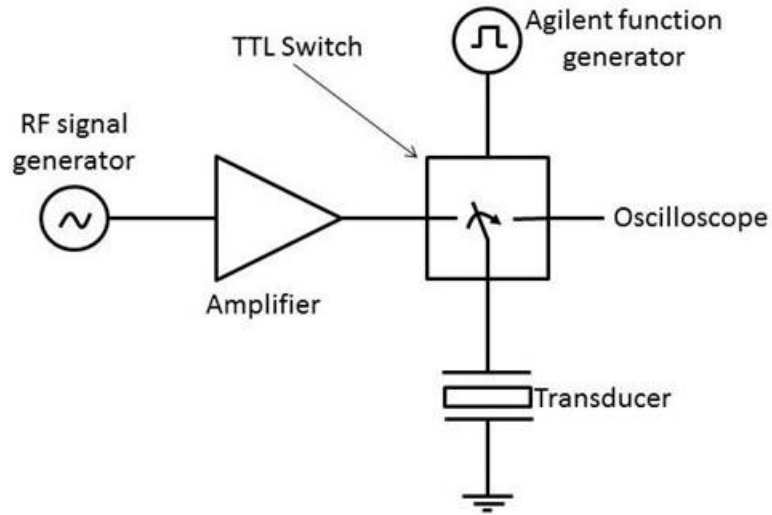 Agilent function
generator
TTL Switch
RF signal
generator
Oscilloscope
Amplifier
Transducer